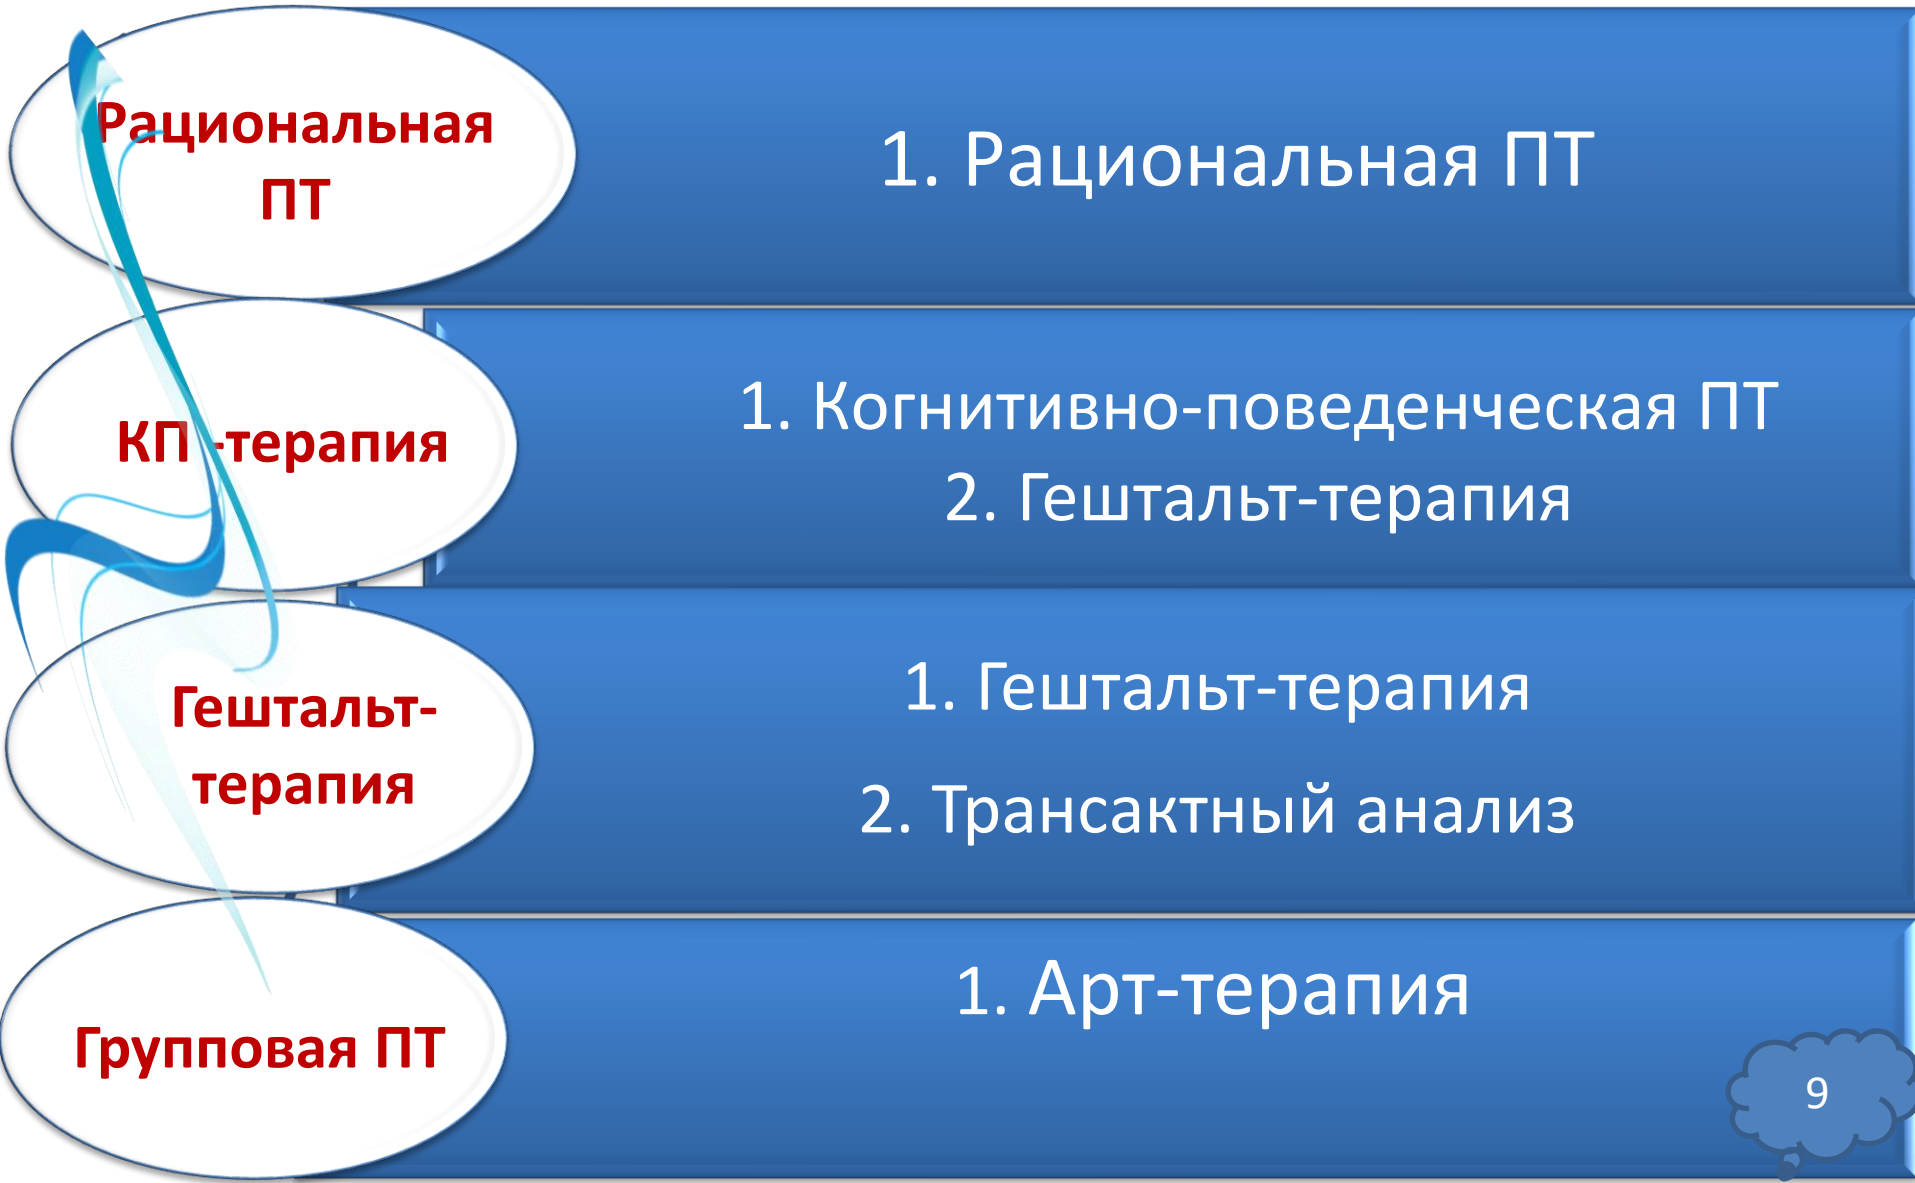 Рациональная
ПТ
1. Рациональная ПТ
КП -терапия
1. Когнитивно-поведенческая ПТ
2. Гештальт-терапия
Гештальт-
терапия
1. Гештальт-терапия
2. Трансактный анализ
Групповая ПТ
1. Арт-терапия
9